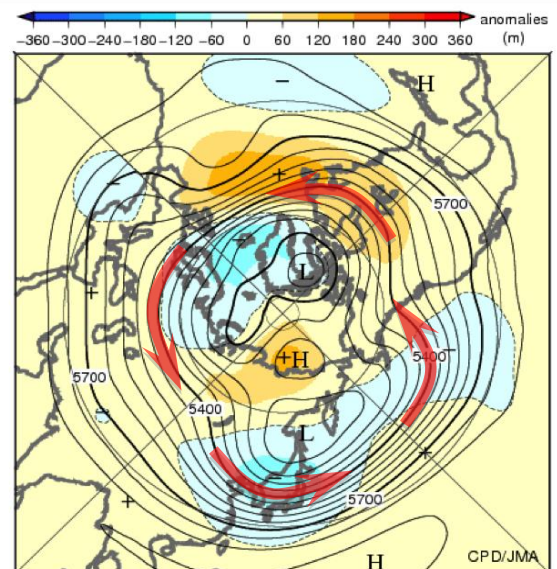 anomalies
−360 −300 −240 −180 −120 −60 0 60 120 180 240 300 360 (m)
− H
+
− 5700
−
L
+
+ H 5400 −
5700
5400
L
+
−
+ 5700
CPD/JMA
H